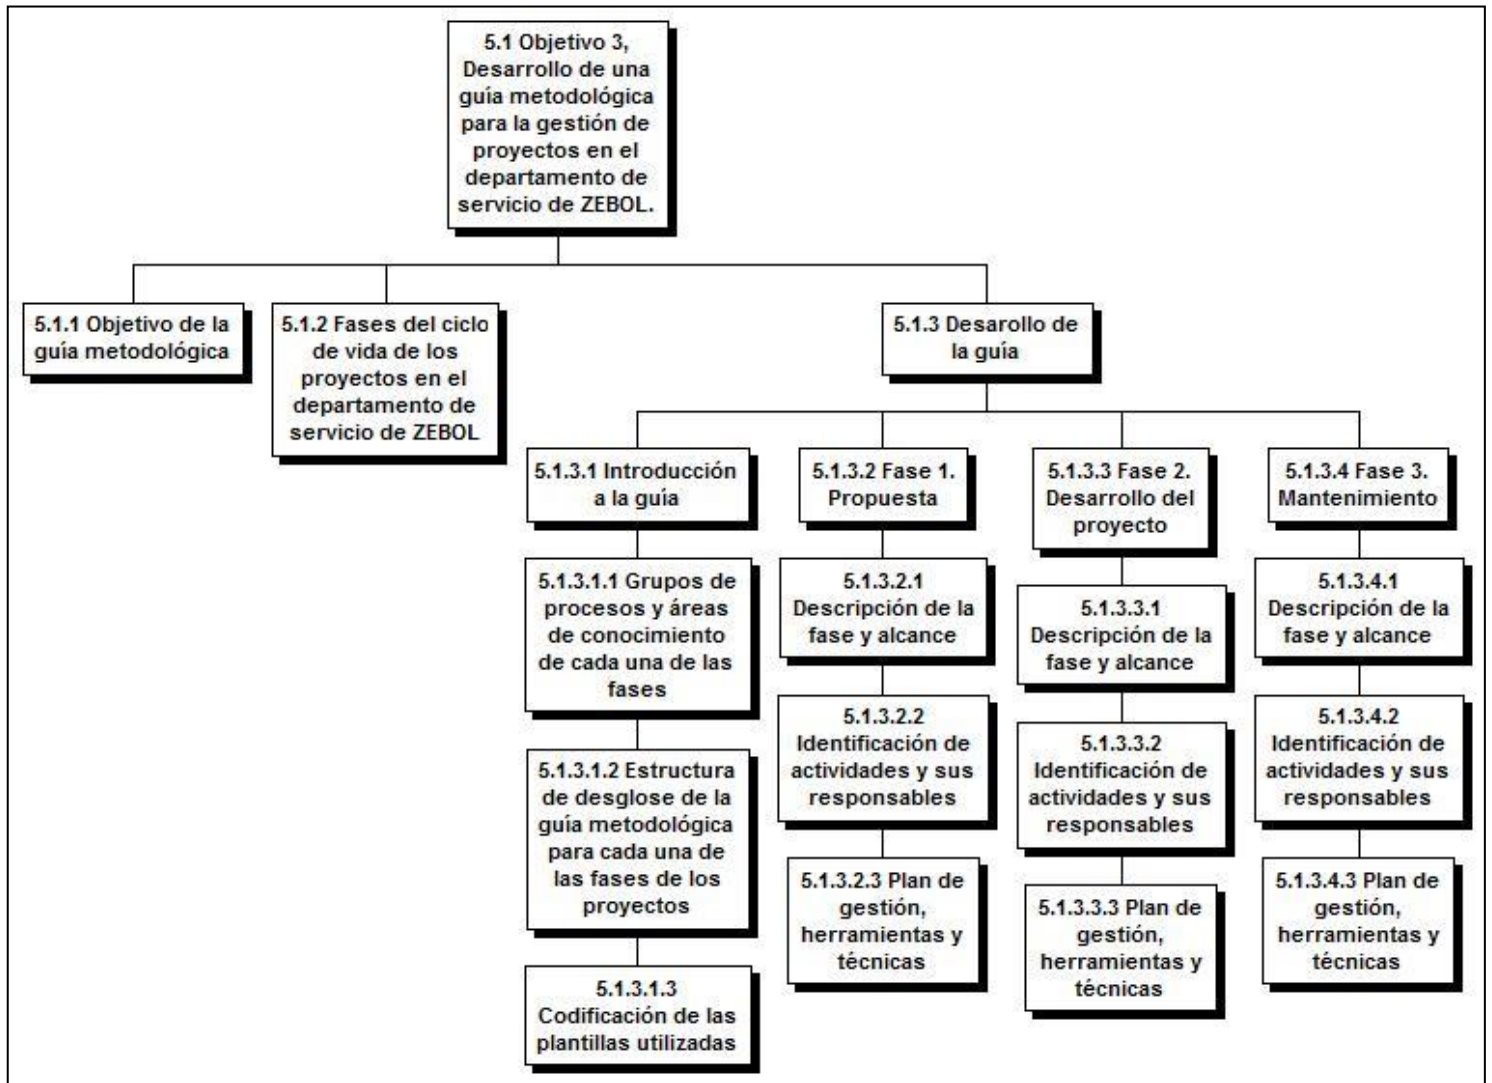 5.1 Objetivo 3,
Desarrollo de una
guía metodológica
para la gestión de
proyectos en el
departamento de
servicio de ZEBOL.
5.1.1 Objetivo de la
guía metodológica
5.1.2 Fases del ciclo
de vida de los
proyectos en el
departamento de
servicio de ZEBOL
5.1.3 Desarollo de
la guía
5.1.3.1 Introducción
a la guía
5.1.3.1.1 Grupos de
procesos y áreas
de conocimiento
de cada una de las
fases
5.1.3.1.2 Estructura
de desglose de la
guía metodológica
para cada una de
las fases de los
proyectos
5.1.3.1.3
Codificación de las
plantillas utilizadas
5.1.3.2 Fase 1.
Propuesta
5.1.3.2.1
Descripción de la
fase y alcance
5.1.3.2.2
Identificación de
actividades y sus
responsables
5.1.3.2.3 Plan de
gestión,
herramientas y
técnicas
5.1.3.3 Fase 2.
Desarrollo del
proyecto
5.1.3.3.1
Descripción de la
fase y alcance
5.1.3.3.2
Identificación de
actividades y sus
responsables
5.1.3.3.3 Plan de
gestión,
herramientas y
técnicas
5.1.3.4 Fase 3.
Mantenimiento
5.1.3.4.1
Descripción de la
fase y alcance
5.1.3.4.2
Identificación de
actividades y sus
responsables
5.1.3.4.3 Plan de
gestión,
herramientas y
técnicas